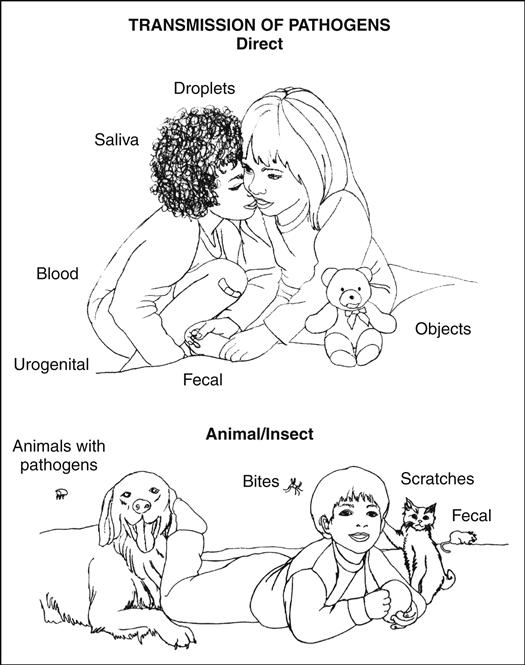 TRANSMISSION OF PATHOGENS
Direct
Droplets
Saliva
Blood
Objects
Urogenital
Fecal
Animal/Insect
Animals with
pathogens
Bites
Scratches
Fecal